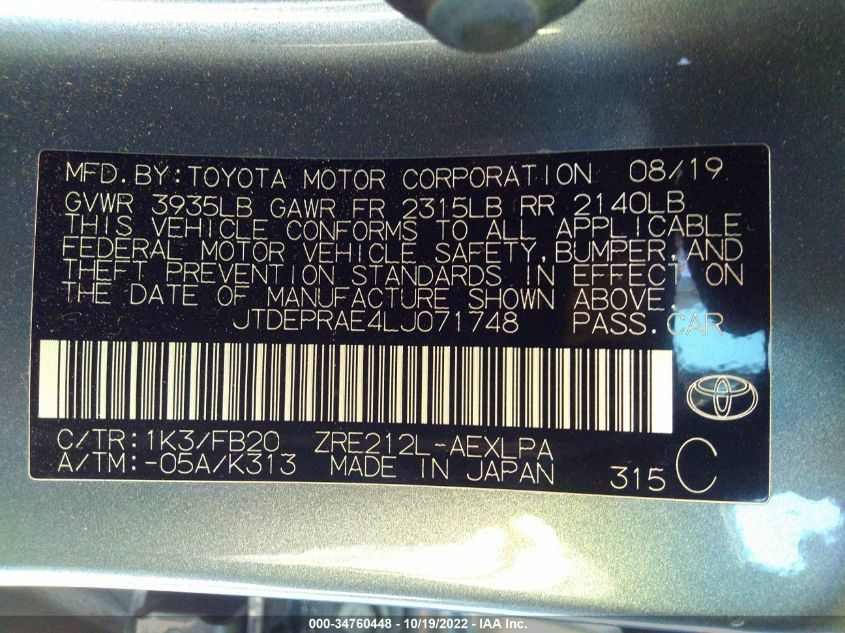 MFD. BY: TOYOTA MOTOR CORPORATION 08/19
GVWR 3935LB GAWR FR 2315LB RR 2140LB
THIS VEHICLE CONFORMS TO ALL APPLICABLE
FEDERAL MOTOR VEHICLE SAFETY, BUMPER, AND
THEFT PREVENTION STANDARDS IN EFFECT ON
THE DATE OF MANUFACTURE SHOWN ABOVE.
JTDEPRAE4LJ071748 PASS. CAR
C/TR: 1K3/FB20 ZRE212L-AEXLPA
A/TM: -05A/K313 MADE IN JAPAN 315 C
000-34760448 - 10/19/2022 - IAA Inc.